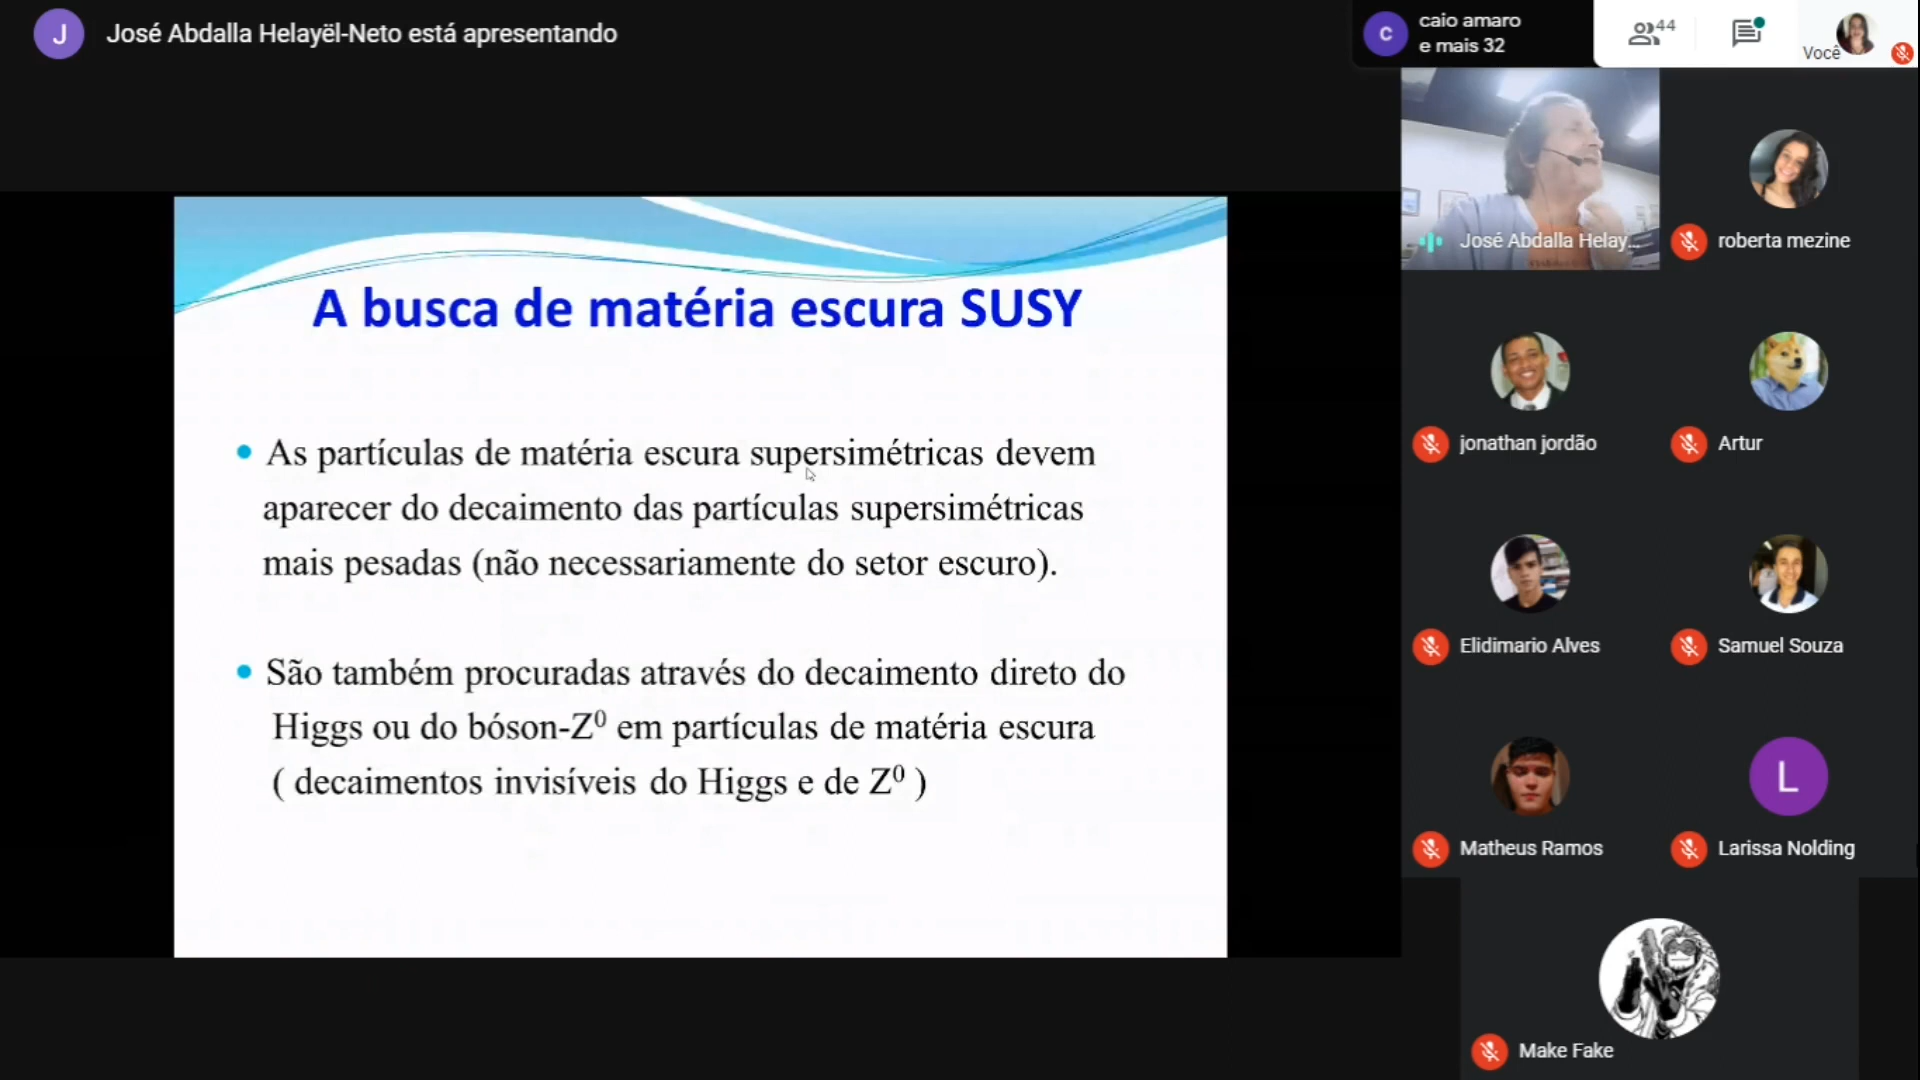 J
José Abdalla Helayël-Neto está apresentando
C
caio amaro
e mais 32
44
Você
A busca de matéria escura SUSY
As partículas de matéria escura supersimétricas devem
aparecer do decaimento das partículas supersimétricas
mais pesadas (não necessariamente do setor escuro).
São também procuradas através do decaimento direto do
Higgs ou do bóson-Z⁰ em partículas de matéria escura
( decaimentos invisíveis do Higgs e de Z⁰ )
José Abdalla Helay...
roberta mezine
jonathan jordão
Artur
Elidimario Alves
Samuel Souza
Matheus Ramos
L
Larissa Nolding
Make Fake